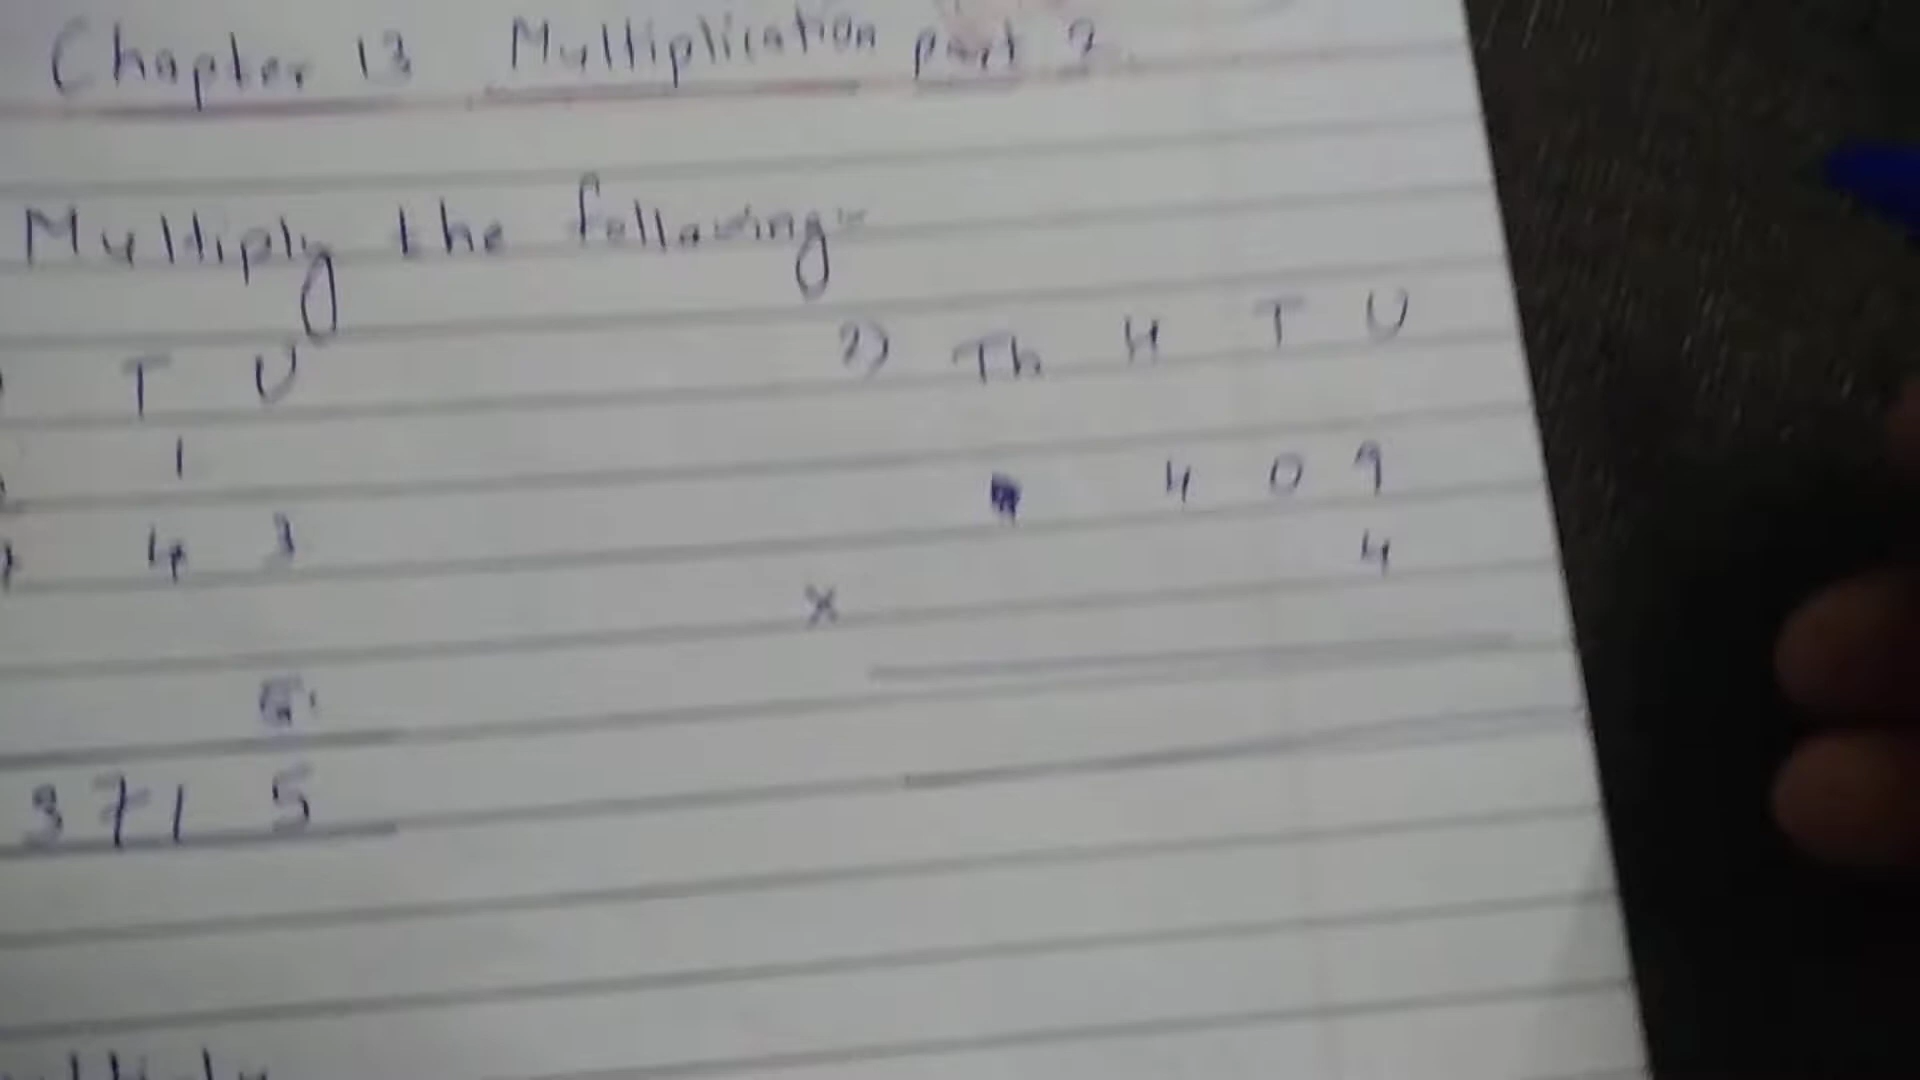 Chapter 13 Multiplication part 2
Multiply the following:-
T U
1
4 3
5
3 7 1 5
2) Th H T U
4 0 9
4
×